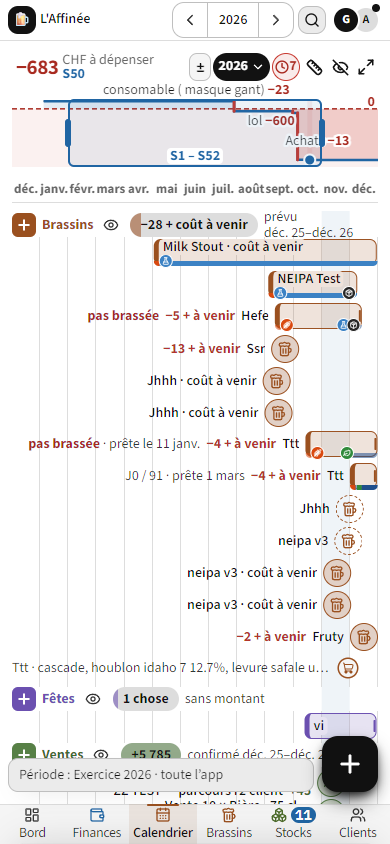 L'Affinée
2026
G A
−683 CHF à dépenser
S50
± 2026 7
consomable ( masque gant) −23
0
lol −600
Achat −13
S1 – S52
déc. janv. févr. mars avr. mai juin juil. août sept. oct. nov. déc.
Brassins −28 + coût à venir prévu
déc. 25–déc. 26
Milk Stout · coût à venir
NEIPA Test
pas brassée −5 + à venir Hefe
−13 + à venir Ssr
Jhhh · coût à venir
Jhhh · coût à venir
pas brassée · prête le 11 janv. −4 + à venir Ttt
J0 / 91 · prête 1 mars −4 + à venir Ttt
Jhhh
neipa v3
neipa v3 · coût à venir
neipa v3 · coût à venir
−2 + à venir Fruty
Ttt · cascade, houblon idaho 7 12.7%, levure safale u…
Fêtes 1 chose sans montant
vi
Ventes +5 785 confirmé déc. 25–déc. 2
Période : Exercice 2026 · toute l'app
Bord Finances Calendrier Brassins Stocks 11 Clients